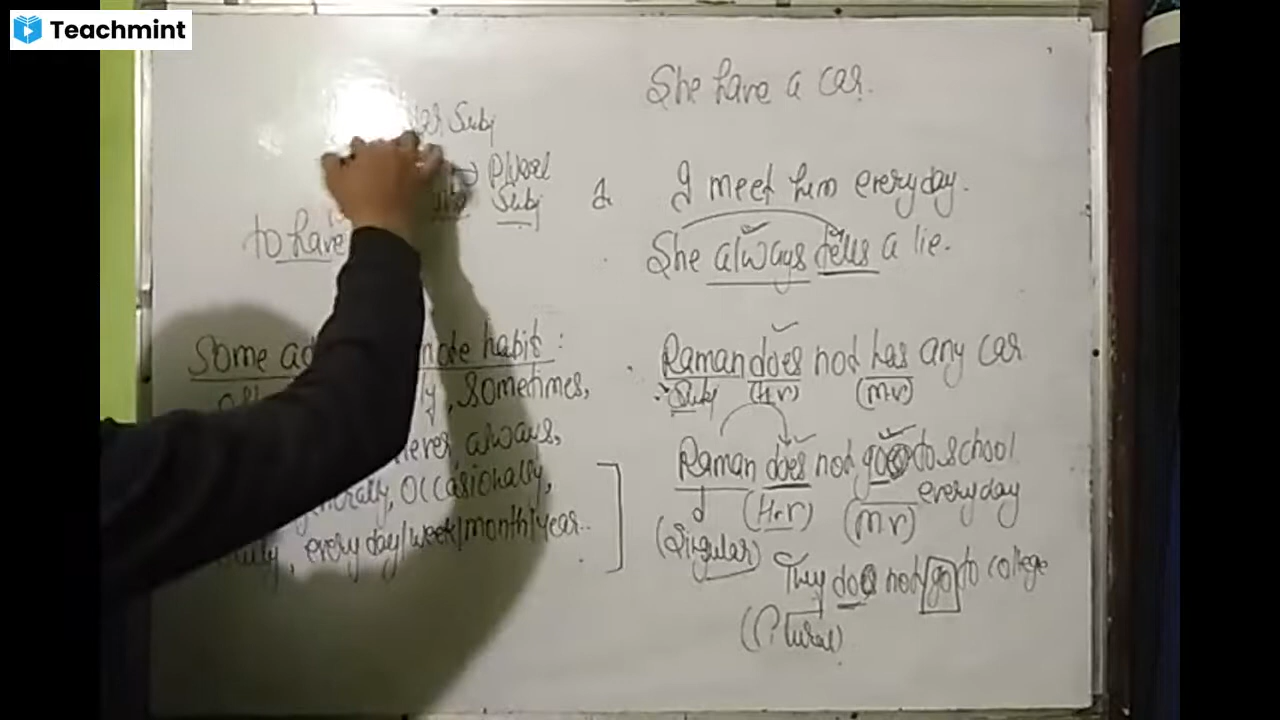 Teachmint
She have a car.
Subj
Plural
Subj
to have
I meet him everyday.
She always tells a lie.
Some
habit :
sometimes,
always,
occasionally,
every day/week/month/year..
Raman does not has any car
Subj (H.V) (M.V)
Raman does not go to school
everyday
(H.V) (M.V)
(Singular)
They do not go to college
(Plural)